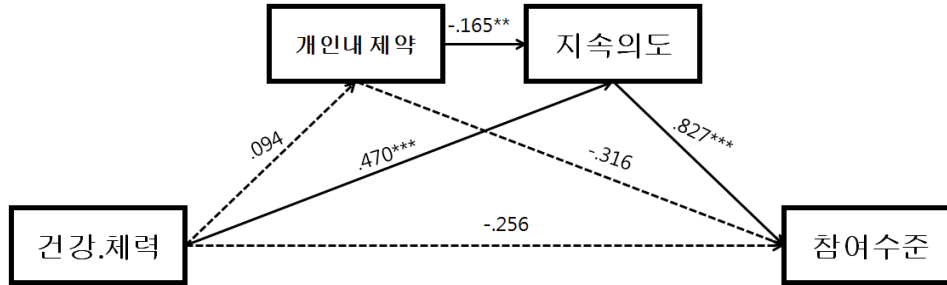 -.165**
개인내 제약
지속의도
.094
.470***
-.316
.827***
-.256
건강.체력
참여수준